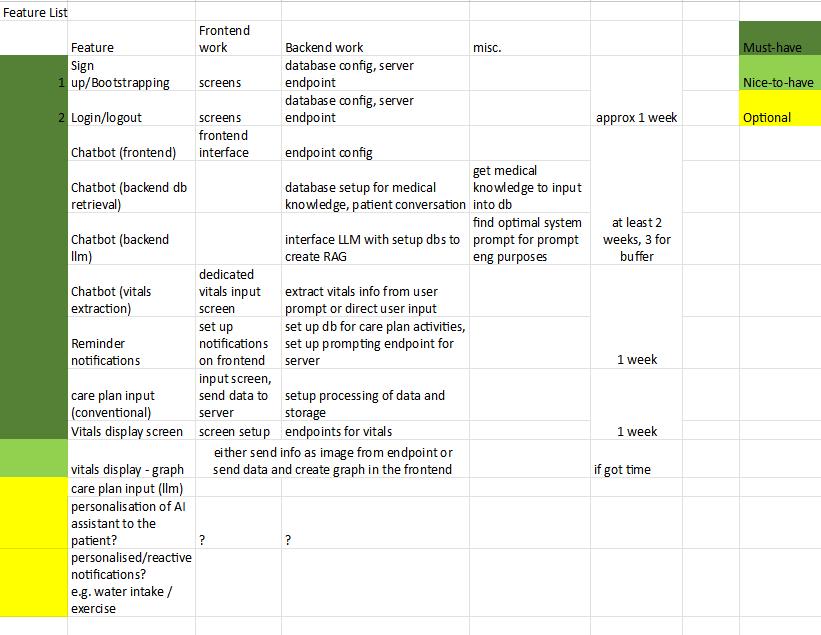 Feature List
Feature
Frontend
work
Backend work
misc.
Must-have
1
Sign
up/Bootstrapping
screens
database config, server
endpoint
Nice-to-have
2
Login/logout
screens
database config, server
endpoint
approx 1 week
Optional
Chatbot (frontend)
frontend
interface
endpoint config
Chatbot (backend db
retrieval)
database setup for medical
knowledge, patient conversation
get medical
knowledge to input
into db
Chatbot (backend
llm)
interface LLM with setup dbs to
create RAG
find optimal system
prompt for prompt
eng purposes
at least 2
weeks, 3 for
buffer
Chatbot (vitals
extraction)
dedicated
vitals input
screen
extract vitals info from user
prompt or direct user input
Reminder
notifications
set up
notifications
on frontend
set up db for care plan activities,
set up prompting endpoint for
server
1 week
care plan input
(conventional)
input screen,
send data to
server
setup processing of data and
storage
Vitals display screen
screen setup
endpoints for vitals
1 week
vitals display - graph
either send info as image from endpoint or
send data and create graph in the frontend
if got time
care plan input (llm)
personalisation of AI
assistant to the
patient?
?
?
personalised/reactive
notifications?
e.g. water intake /
exercise